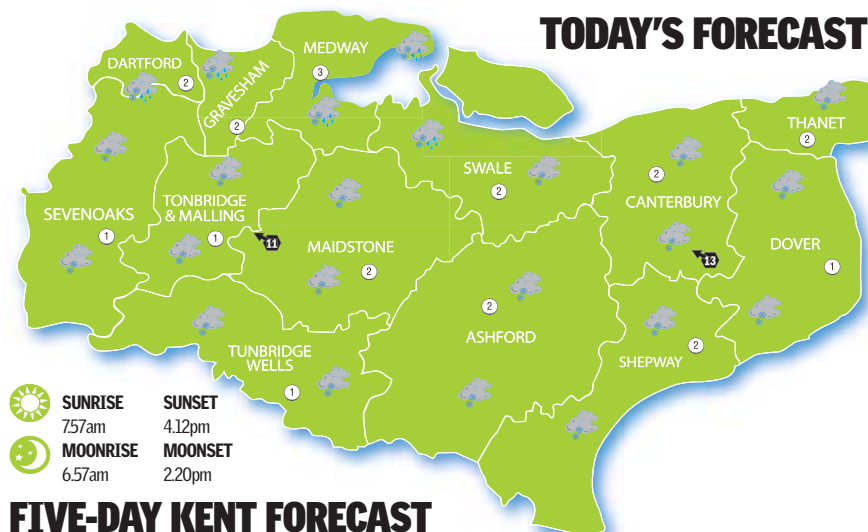 TODAY'S FORECAST
MEDWAY
3
DARTFORD
2
GRAVESHAM
2
THANET
2
SWALE
2
2
CANTERBURY
SEVENOAKS
1
TONBRIDGE
& MALLING
1
11
MAIDSTONE
2
13
DOVER
1
2
ASHFORD
SHEPWAY
2
TUNBRIDGE
WELLS
1
SUNRISE SUNSET
7.57am 4.12pm
MOONRISE MOONSET
6.57am 2.20pm
FIVE-DAY KENT FORECAST